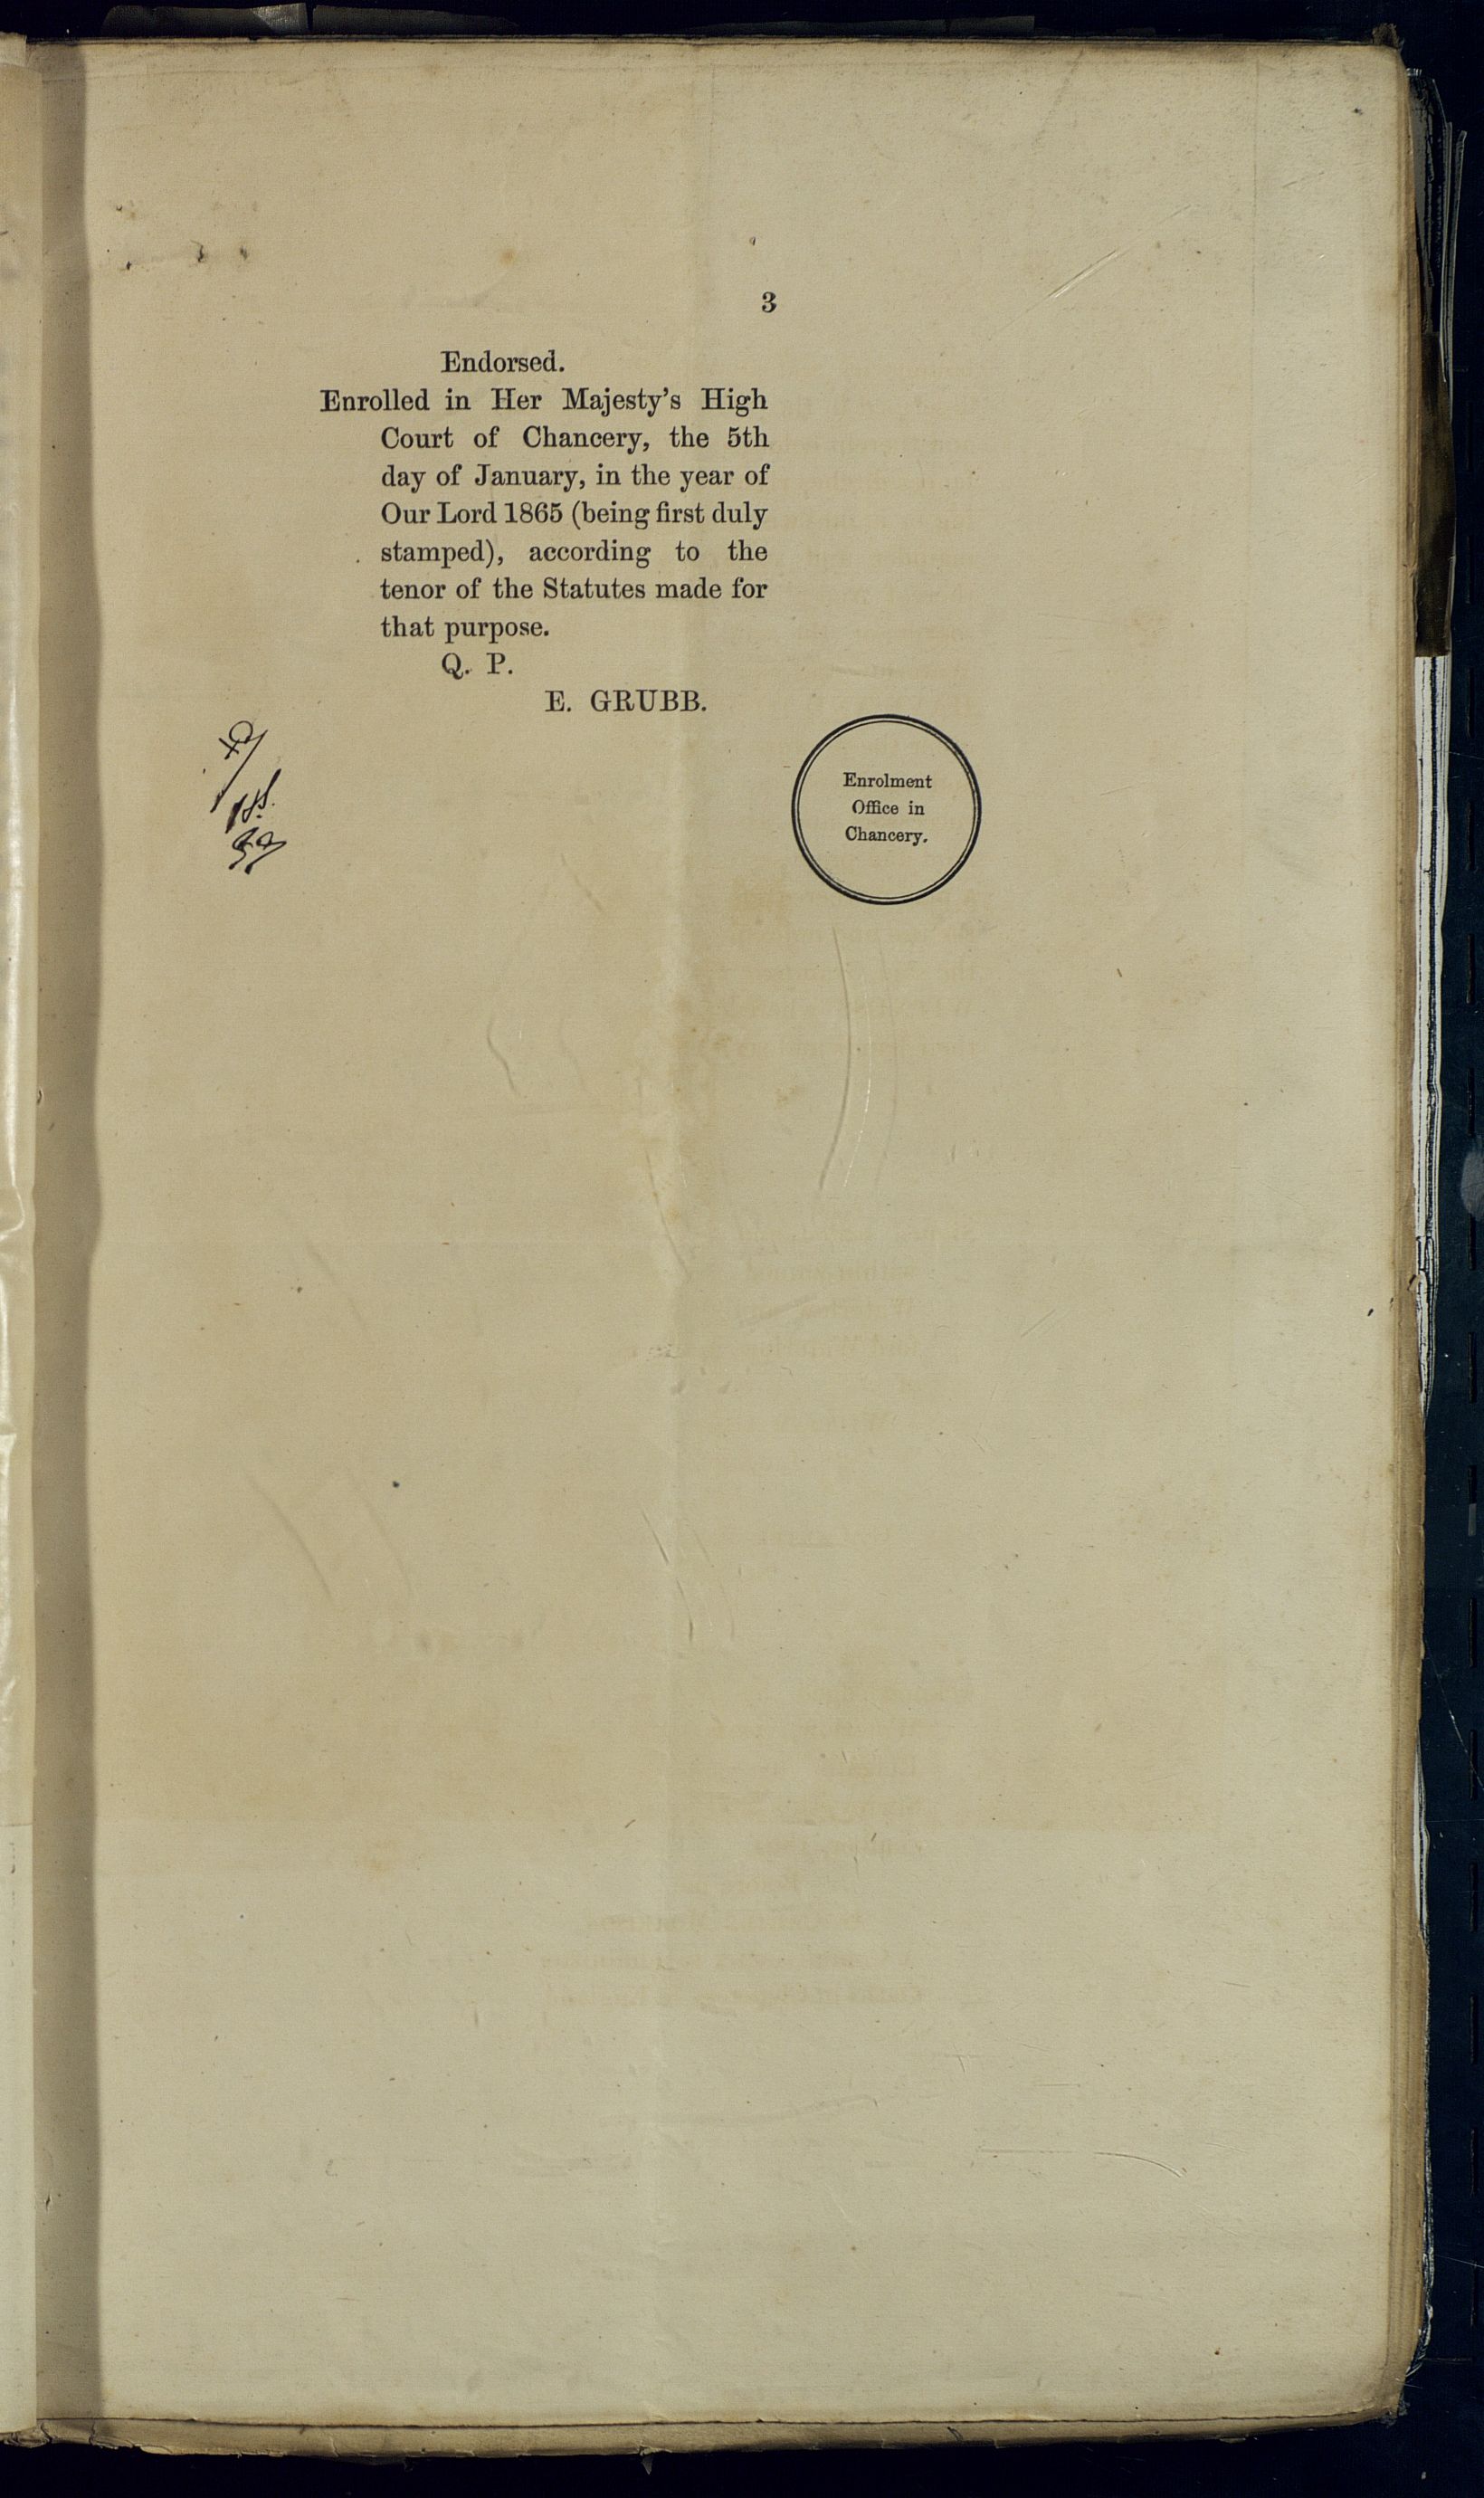 3
Endorsed.
Enrolled in Her Majesty's High
Court of Chancery, the 5th
day of January, in the year of
Our Lord 1865 (being first duly
stamped), according to the
tenor of the Statutes made for
that purpose.
Q. P.
E. GRUBB.
Enrolment
Office in
Chancery.